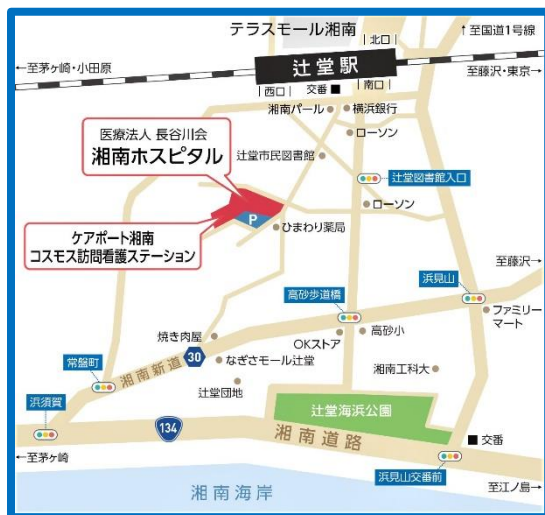 テラスモール湘南
北口
↑至国道1号線
←至茅ヶ崎・小田原
辻堂駅
至藤沢・東京→
西口
交番
南口
湘南パール
横浜銀行
ローソン
医療法人 長谷川会
湘南ホスピタル
辻堂市民図書館
辻堂図書館入口
ローソン
P
ケアポート湘南
コスモス訪問看護ステーション
ひまわり薬局
至藤沢→
浜見山
高砂歩道橋
ファミリー
マート
焼き肉屋
OKストア
高砂小
常盤町
湘南新道
30
なぎさモール辻堂
湘南工科大
辻堂団地
浜須賀
134
辻堂海浜公園
湘南道路
交番
←至茅ヶ崎
浜見山交番前
湘南海岸
至江ノ島→